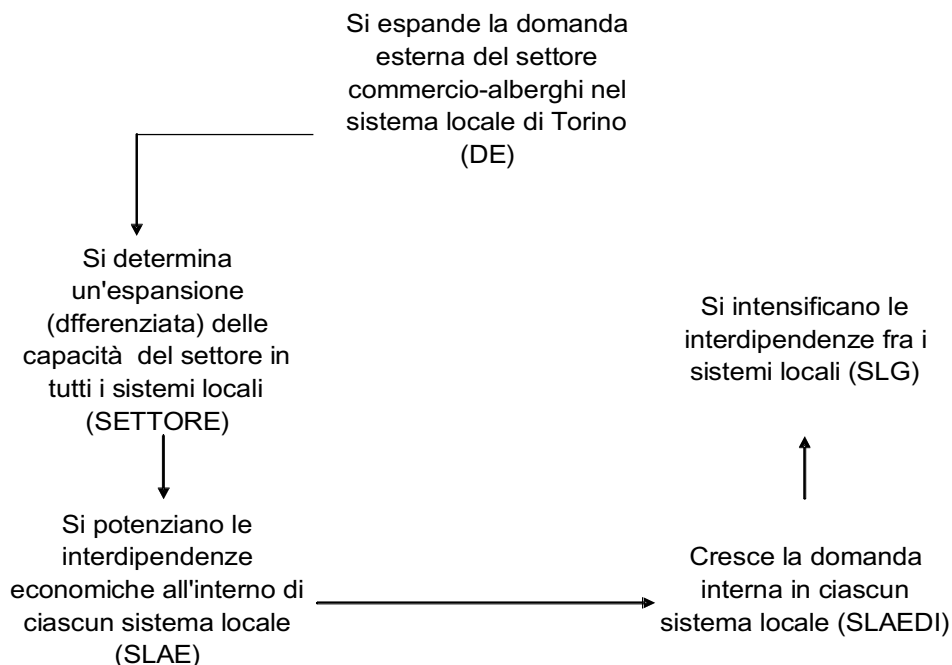 Si espande la domanda
esterna del settore
commercio-alberghi nel
sistema locale di Torino
(DE)
Si determina
un'espansione
(dfferenziata) delle
capacità del settore in
tutti i sistemi locali
(SETTORE)
Si potenziano le
interdipendenze
economiche all'interno di
ciascun sistema locale
(SLAE)
Cresce la domanda
interna in ciascun
sistema locale (SLAEDI)
Si intensificano le
interdipendenze fra i
sistemi locali (SLG)